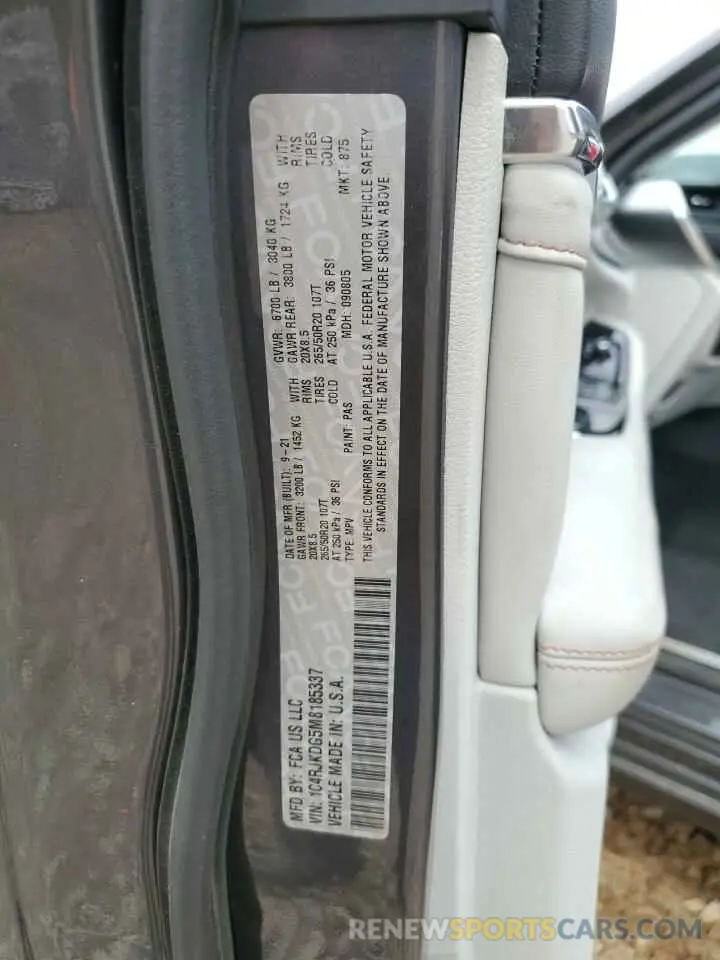 MFD BY: FCA US LLC
VIN: 1C4RJKDG5M8185337
VEHICLE MADE IN: U.S.A.
DATE OF MFR (BUILT): 9-21
GAWR FRONT: 3200 LB / 1452 KG WITH
20X8.5 RIMS
265/50R20 107T TIRES
AT 250 kPa / 36 PSI COLD
TYPE: MPV PAINT: PAS
GVWR: 6700 LB / 3040 KG
GAWR REAR: 3800 LB / 1724 KG WITH
20X8.5 RIMS
265/50R20 107T TIRES
AT 250 kPa / 36 PSI COLD
MDH: 090805 MKT: 875
THIS VEHICLE CONFORMS TO ALL APPLICABLE U.S.A. FEDERAL MOTOR VEHICLE SAFETY
STANDARDS IN EFFECT ON THE DATE OF MANUFACTURE SHOWN ABOVE.
RENEWSPORTSCARS.COM